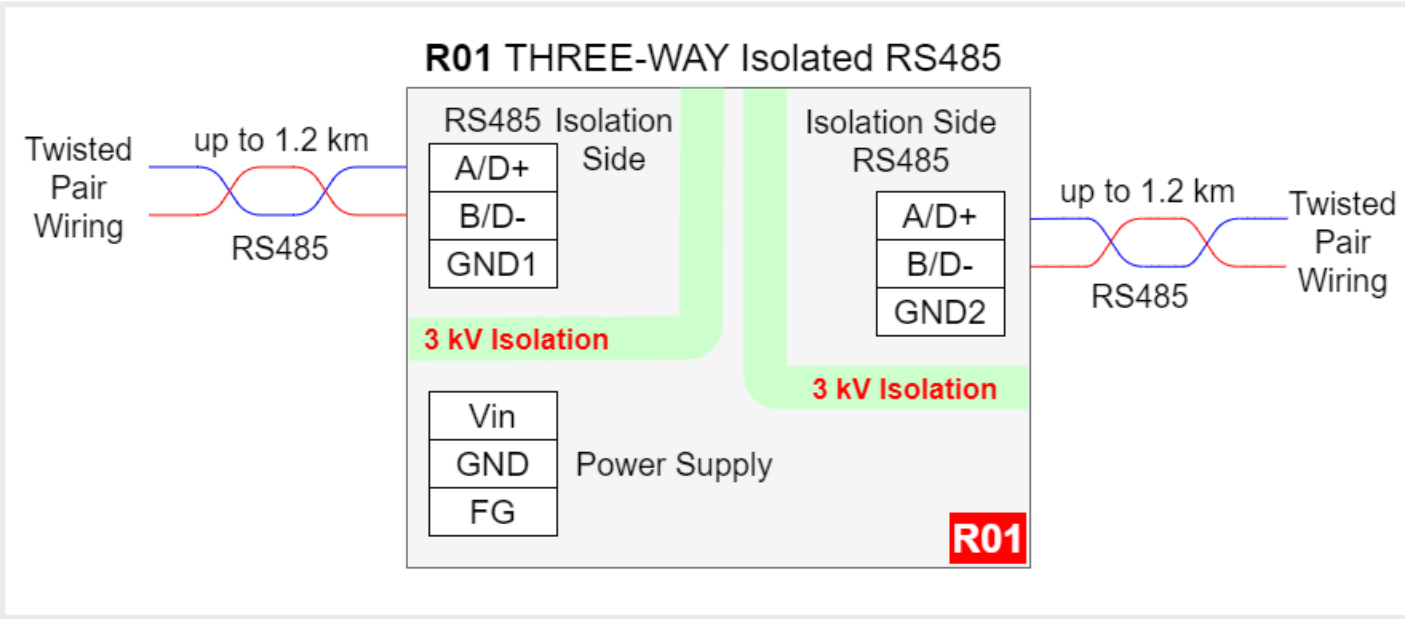 R01 THREE-WAY Isolated RS485
Twisted
Pair
Wiring
up to 1.2 km
RS485
RS485 Isolation
Side
A/D+
B/D-
GND1
3 kV Isolation
Isolation Side
RS485
A/D+
B/D-
GND2
3 kV Isolation
up to 1.2 km
RS485
Twisted
Pair
Wiring
Vin
GND
FG
Power Supply
R01